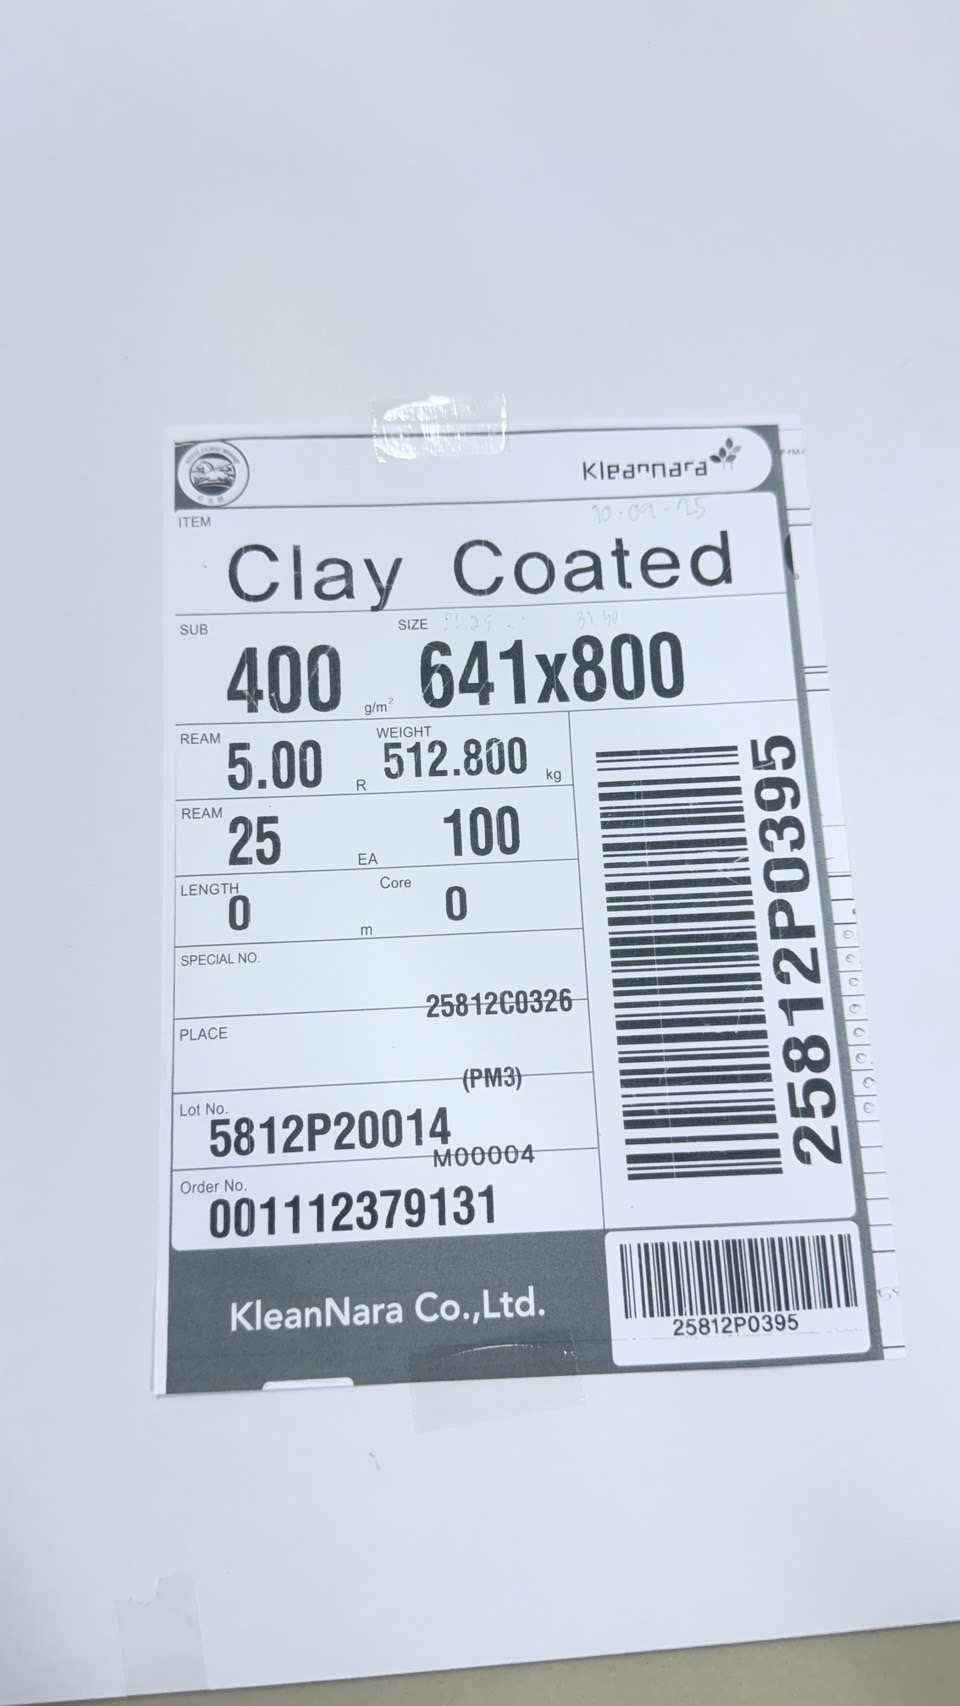 Kleannara
ITEM
10-09-25
Clay Coated
SUB
SIZE
400 g/m² 641x800
REAM
WEIGHT
5.00 R 512.800 kg
REAM
25 EA 100
LENGTH
Core
0 m 0
SPECIAL NO.
25812C0326
PLACE
(PM3)
Lot No.
5812P20014
M00004
Order No.
001112379131
25812P0395
KleanNara Co.,Ltd.
25812P0395